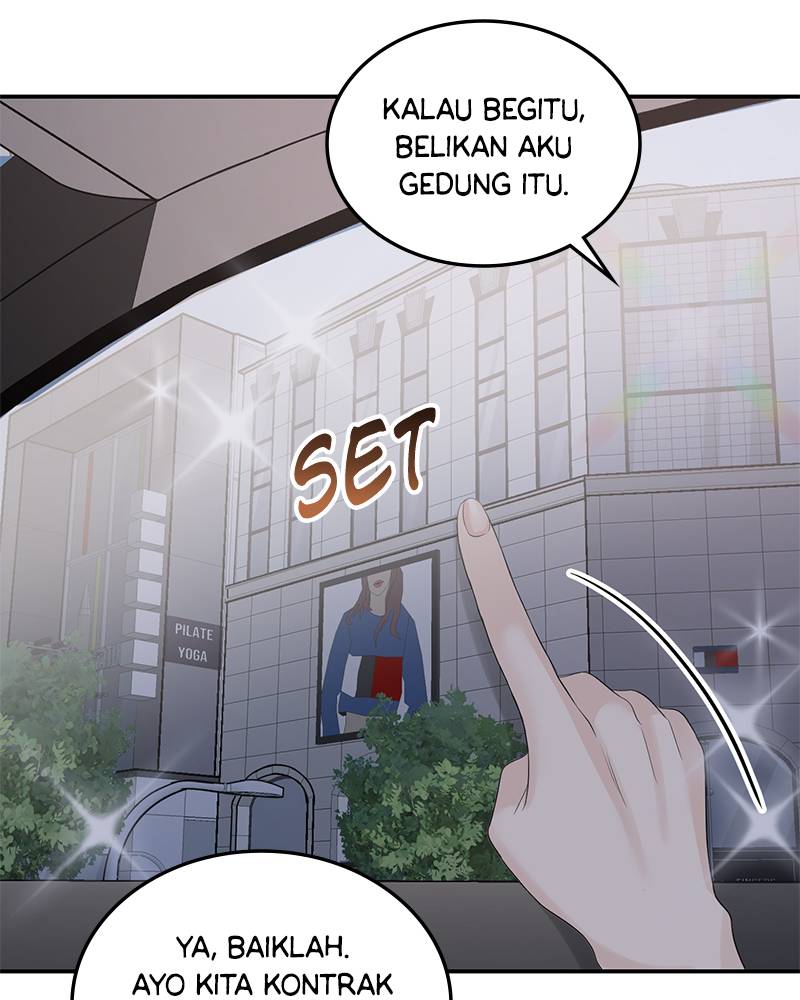 KALAU BEGITU,
BELIKAN AKU
GEDUNG ITU.
SET
PILATE
YOGA
YA, BAIKLAH.
AYO KITA KONTRAK